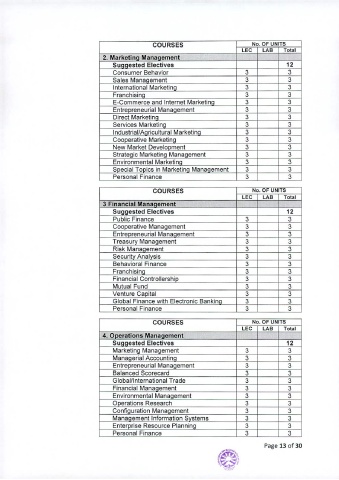 COURSES No. OF UNITS
LEC LAB Total
2. Marketing Management
Suggested Electives 12
Consumer Behavior 3 3
Sales Management 3 3
International Marketing 3 3
Franchising 3 3
E-Commerce and Internet Marketing 3 3
Entrepreneurial Management 3 3
Direct Marketing 3 3
Services Marketing 3 3
Industrial/Agricultural Marketing 3 3
Cooperative Marketing 3 3
New Market Development 3 3
Strategic Marketing Management 3 3
Environmental Marketing 3 3
Special Topics in Marketing Management 3 3
Personal Finance 3 3
COURSES No. OF UNITS
LEC LAB Total
3 Financial Management
Suggested Electives 12
Public Finance 3 3
Cooperative Management 3 3
Entrepreneurial Management 3 3
Treasury Management 3 3
Risk Management 3 3
Security Analysis 3 3
Behavioral Finance 3 3
Franchising 3 3
Financial Controllership 3 3
Mutual Fund 3 3
Venture Capital 3 3
Global Finance with Electronic Banking 3 3
Personal Finance 3 3
COURSES No. OF UNITS
LEC LAB Total
4. Operations Management
Suggested Electives 12
Marketing Management 3 3
Managerial Accounting 3 3
Entrepreneurial Management 3 3
Balanced Scorecard 3 3
Global/International Trade 3 3
Financial Management 3 3
Environmental Management 3 3
Operations Research 3 3
Configuration Management 3 3
Management Information Systems 3 3
Enterprise Resource Planning 3 3
Personal Finance 3 3
Page 13 of 30